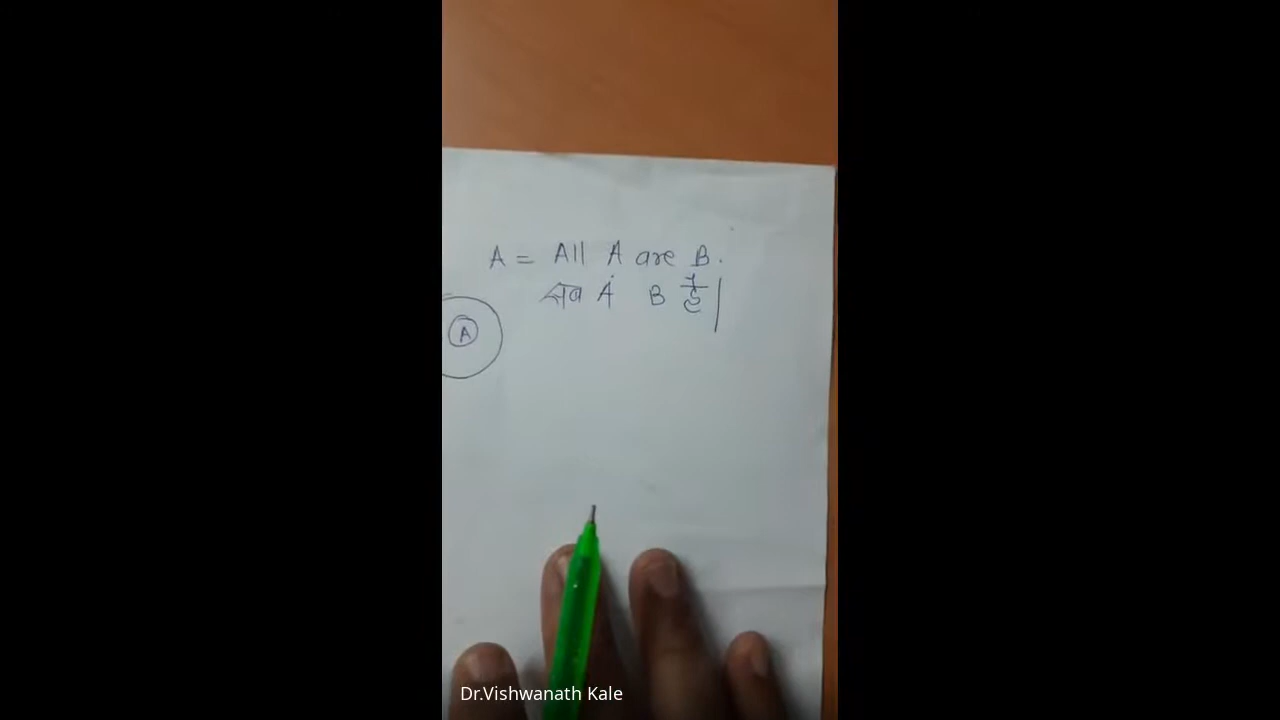 A = All A are B.
सब A B है|
A
Dr.Vishwanath Kale